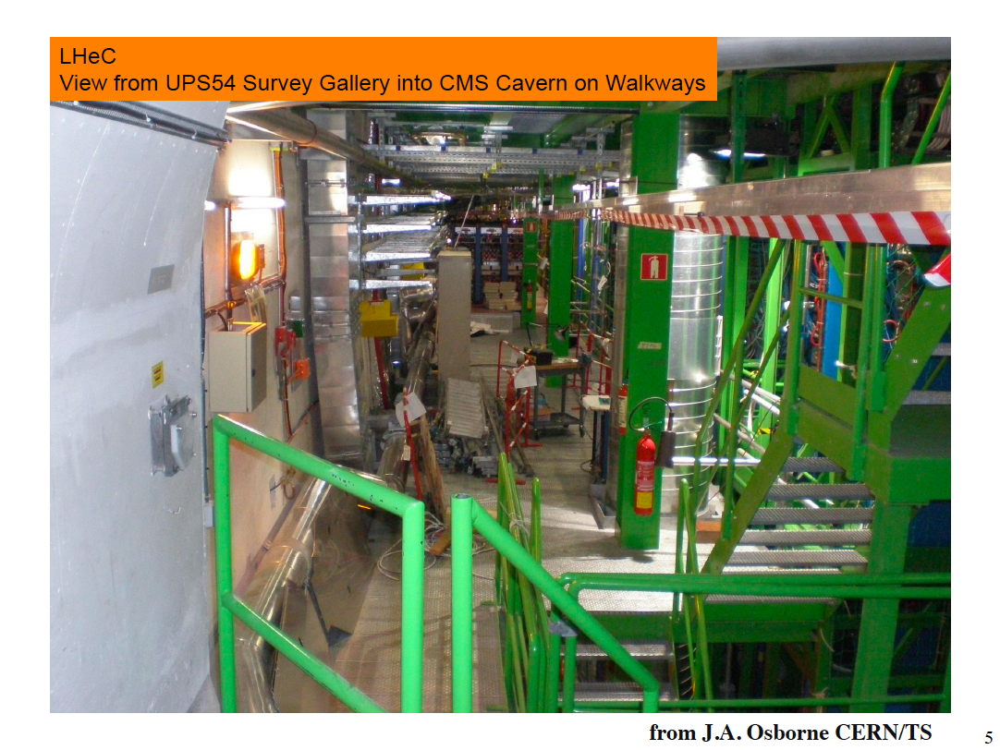 LHeC
View from UPS54 Survey Gallery into CMS Cavern on Walkways
from J.A. Osborne CERN/TS
5